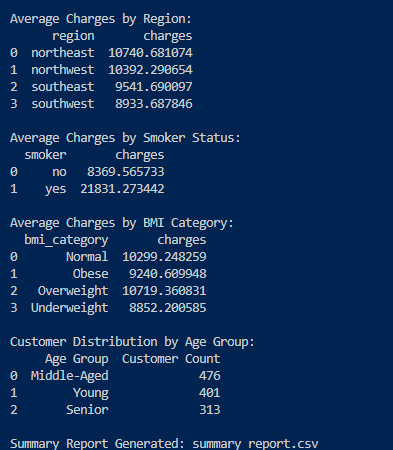 Average Charges by Region:
region charges
0 northeast 10740.681074
1 northwest 10392.290654
2 southeast 9541.690097
3 southwest 8933.687846
Average Charges by Smoker Status:
smoker charges
0 no 8369.565733
1 yes 21831.273442
Average Charges by BMI Category:
bmi_category charges
0 Normal 10299.248259
1 Obese 9240.609948
2 Overweight 10719.360831
3 Underweight 8852.200585
Customer Distribution by Age Group:
Age Group Customer Count
0 Middle-Aged 476
1 Young 401
2 Senior 313
Summary Report Generated: summary_report.csv